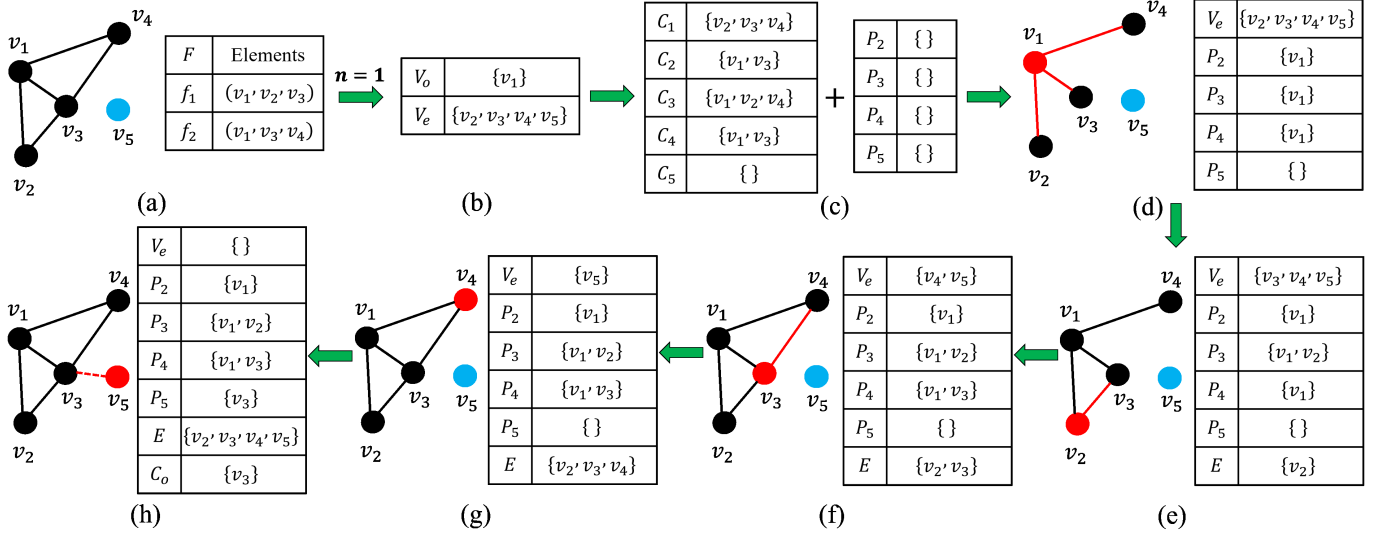 v₄
v₁
v₃
v₅
v₂
F Elements
f₁ (v₁, v₂, v₃)
f₂ (v₁, v₃, v₄)
(a)
n = 1
Vₒ {v₁}
Vₑ {v₂, v₃, v₄, v₅}
(b)
C₁ {v₂, v₃, v₄}
C₂ {v₁, v₃}
C₃ {v₁, v₂, v₄}
C₄ {v₁, v₃}
C₅ { }
+
P₂ { }
P₃ { }
P₄ { }
P₅ { }
(c)
v₄
v₁
v₃
v₅
v₂
Vₑ {v₂, v₃, v₄, v₅}
P₂ {v₁}
P₃ {v₁}
P₄ {v₁}
P₅ { }
(d)
v₄
v₁
v₃
v₅
v₂
Vₑ {v₃, v₄, v₅}
P₂ {v₁}
P₃ {v₁, v₂}
P₄ {v₁}
P₅ { }
E {v₂}
(e)
v₄
v₁
v₃
v₅
v₂
Vₑ {v₄, v₅}
P₂ {v₁}
P₃ {v₁, v₂}
P₄ {v₁, v₃}
P₅ { }
E {v₂, v₃}
(f)
v₄
v₁
v₃
v₅
v₂
Vₑ {v₅}
P₂ {v₁}
P₃ {v₁, v₂}
P₄ {v₁, v₃}
P₅ { }
E {v₂, v₃, v₄}
(g)
v₄
v₁
v₃
v₅
v₂
Vₑ { }
P₂ {v₁}
P₃ {v₁, v₂}
P₄ {v₁, v₃}
P₅ {v₃}
E {v₂, v₃, v₄, v₅}
Cₒ {v₃}
(h)